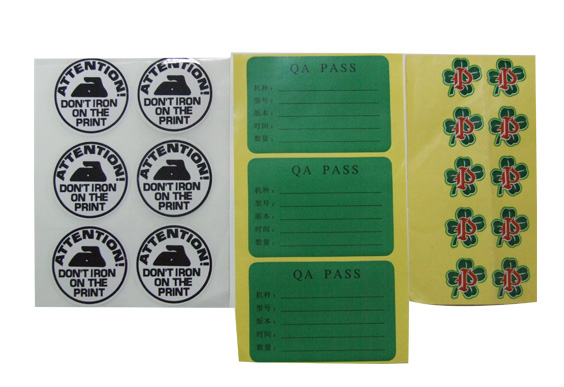 ATTENTION!
DON'T IRON
ON THE
PRINT
ATTENTION!
DON'T IRON
ON THE
PRINT
ATTENTION!
DON'T IRON
ON THE
PRINT
ATTENTION!
DON'T IRON
ON THE
PRINT
ATTENTION!
DON'T IRON
ON THE
PRINT
ATTENTION!
DON'T IRON
ON THE
PRINT
QA PASS
机种：
型号：
版本：
时间：
数量：
QA PASS
机种：
型号：
版本：
时间：
数量：
QA PASS
机种：
型号：
版本：
时间：
数量：